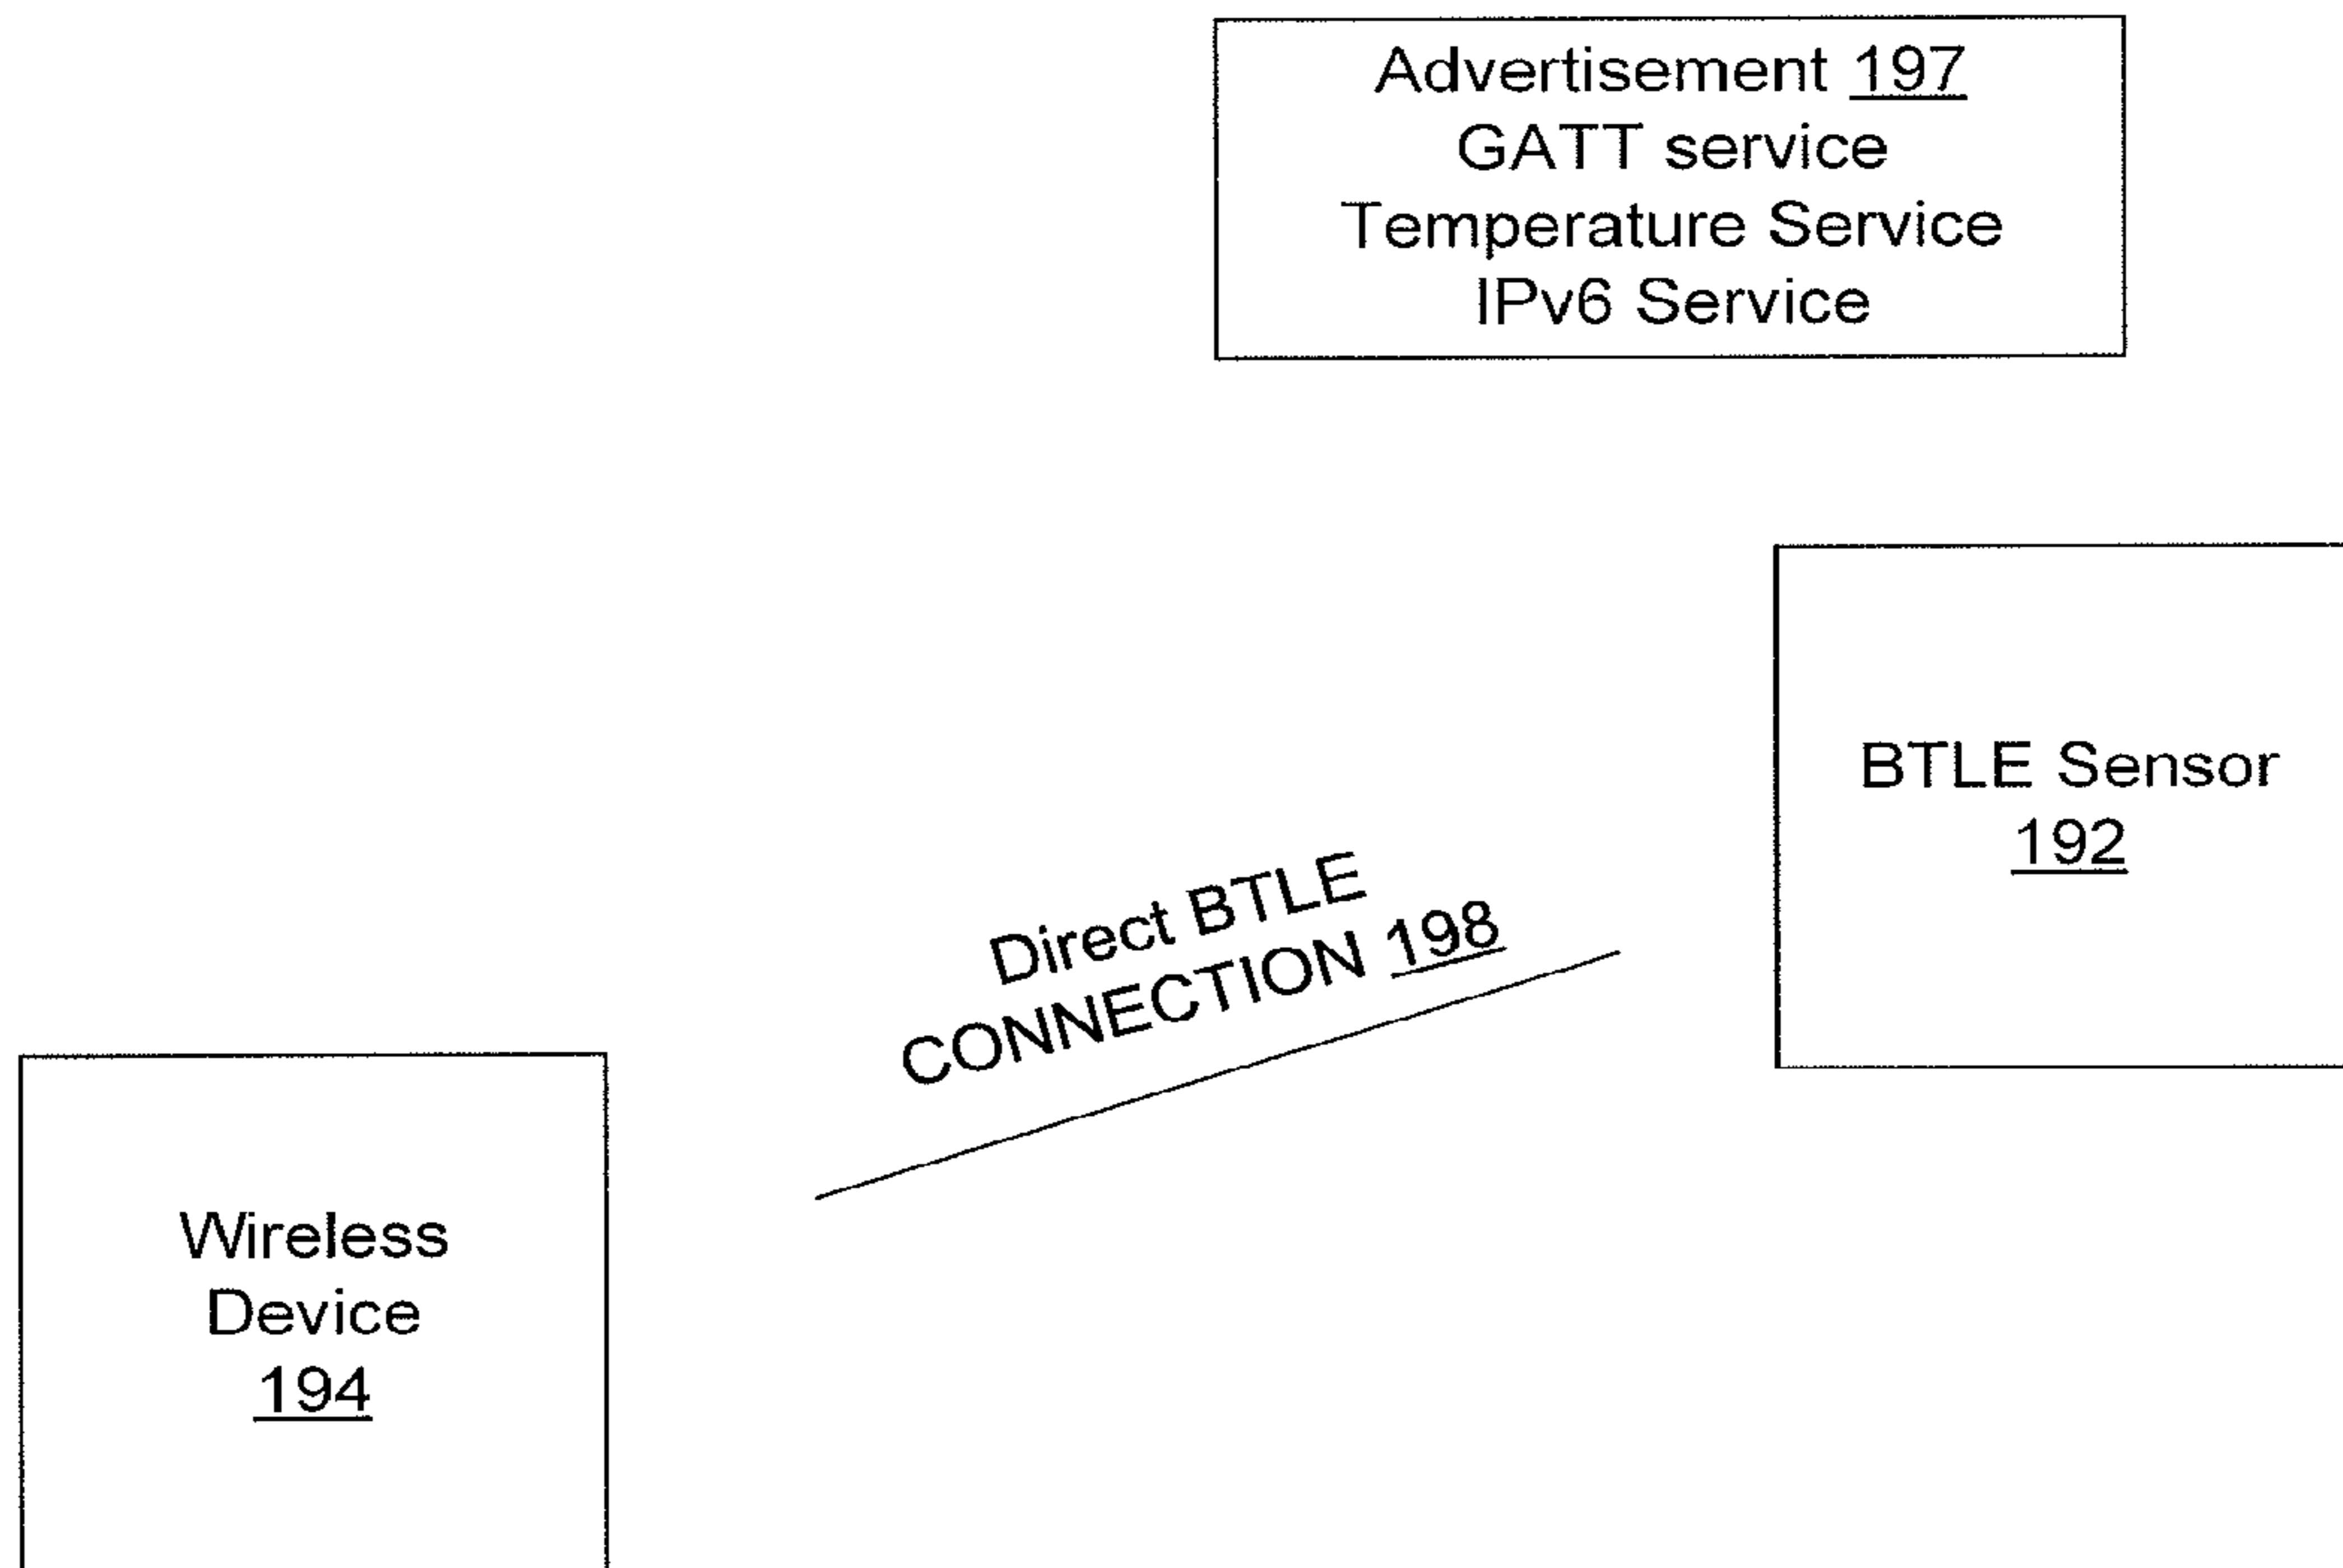 Advertisement 197
GATT service
Temperature Service
IPv6 Service
BTLE Sensor
192
Direct BTLE
CONNECTION 198
Wireless
Device
194